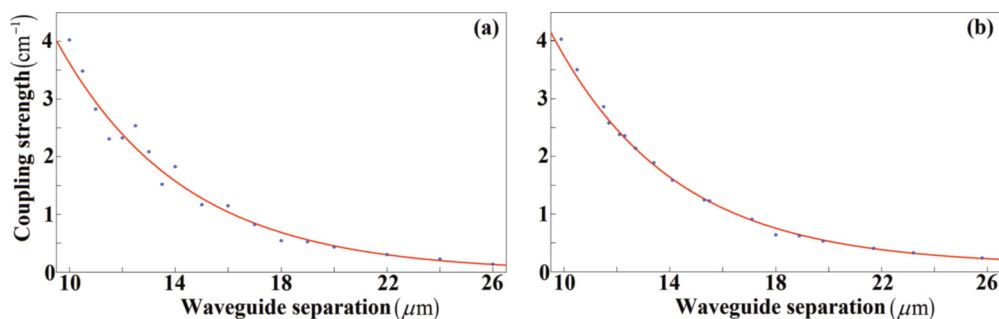 Coupling strength(cm⁻¹)
4
3
2
1
0
(a)
10 14 18 22 26
Waveguide separation(μm)
4
3
2
1
0
(b)
10 14 18 22 26
Waveguide separation(μm)